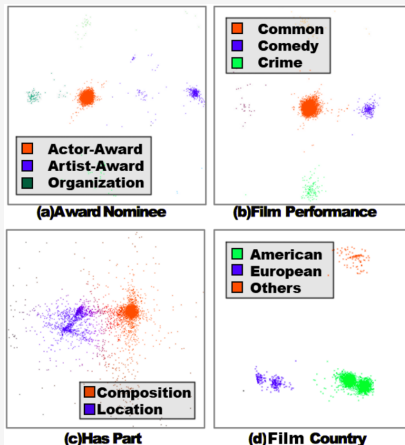 Actor-Award
Artist-Award
Organization
(a)Award Nominee
Common
Comedy
Crime
(b)Film Performance
Composition
Location
(c)Has Part
American
European
Others
(d)Film Country